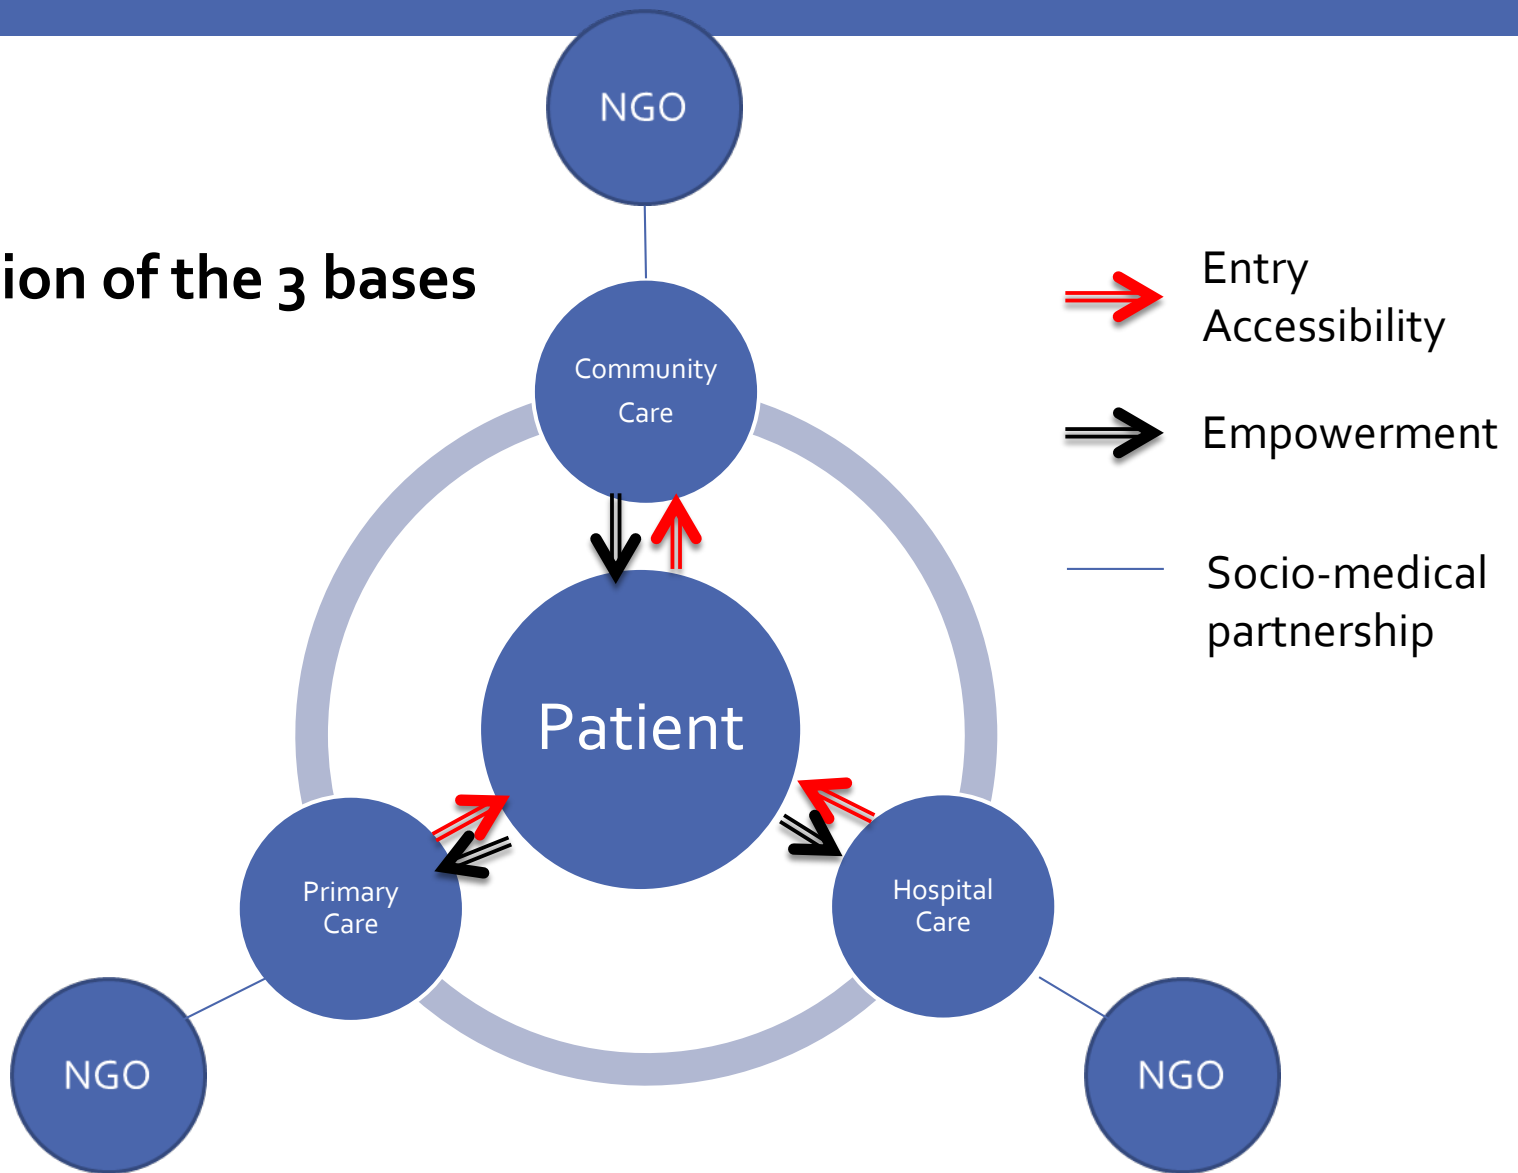 NGO
ion of the 3 bases
Entry
Accessibility
Community
Care
Empowerment
Socio-medical
partnership
Patient
Primary
Care
Hospital
Care
NGO
NGO